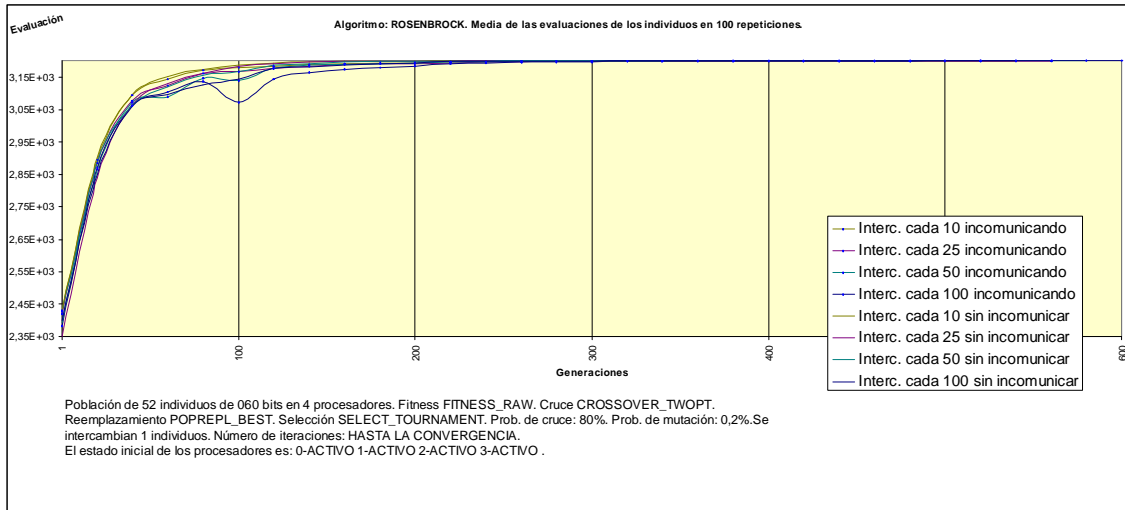 Evaluación
Algoritmo: ROSENBROCK. Media de las evaluaciones de los individuos en 100 repeticiones.
3,15E+03
3,05E+03
2,95E+03
2,85E+03
2,75E+03
2,65E+03
2,55E+03
2,45E+03
2,35E+03
1
100
200
300
400
600
Generaciones
Interc. cada 10 incomunicando
Interc. cada 25 incomunicando
Interc. cada 50 incomunicando
Interc. cada 100 incomunicando
Interc. cada 10 sin incomunicar
Interc. cada 25 sin incomunicar
Interc. cada 50 sin incomunicar
Interc. cada 100 sin incomunicar
Población de 52 individuos de 060 bits en 4 procesadores. Fitness FITNESS_RAW. Cruce CROSSOVER_TWOPT.
Reemplazamiento POPREPL_BEST. Selección SELECT_TOURNAMENT. Prob. de cruce: 80%. Prob. de mutación: 0,2%.Se
intercambian 1 individuos. Número de iteraciones: HASTA LA CONVERGENCIA.
El estado inicial de los procesadores es: 0-ACTIVO 1-ACTIVO 2-ACTIVO 3-ACTIVO .